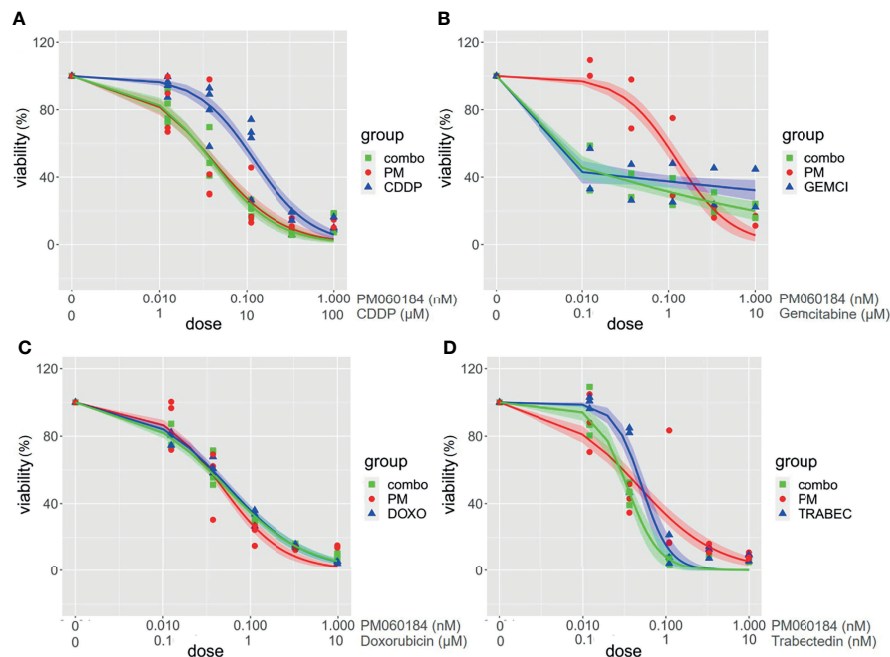 A
viability (%)
120
80
40
0
0 0.010 0.100 1.000 PM060184 (nM)
0 1 10 100 CDDP (µM)
dose
group
combo
PM
CDDP
B
viability (%)
120
80
40
0
0 0.010 0.100 1.000 PM060184 (nM)
0 0.1 1 10 Gemcitabine (µM)
dose
group
combo
PM
GEMCI
C
viability (%)
120
80
40
0
0.010 0.100 1.000 PM060184 (nM)
0 0.1 1 10 Doxorubicin (µM)
dose
group
combo
PM
DOXO
D
viability (%)
120
80
40
0
0.010 0.100 1.000 PM060184 (nM)
0 0.1 1 10 Trabectedin (nM)
dose
group
combo
PM
TRABEC